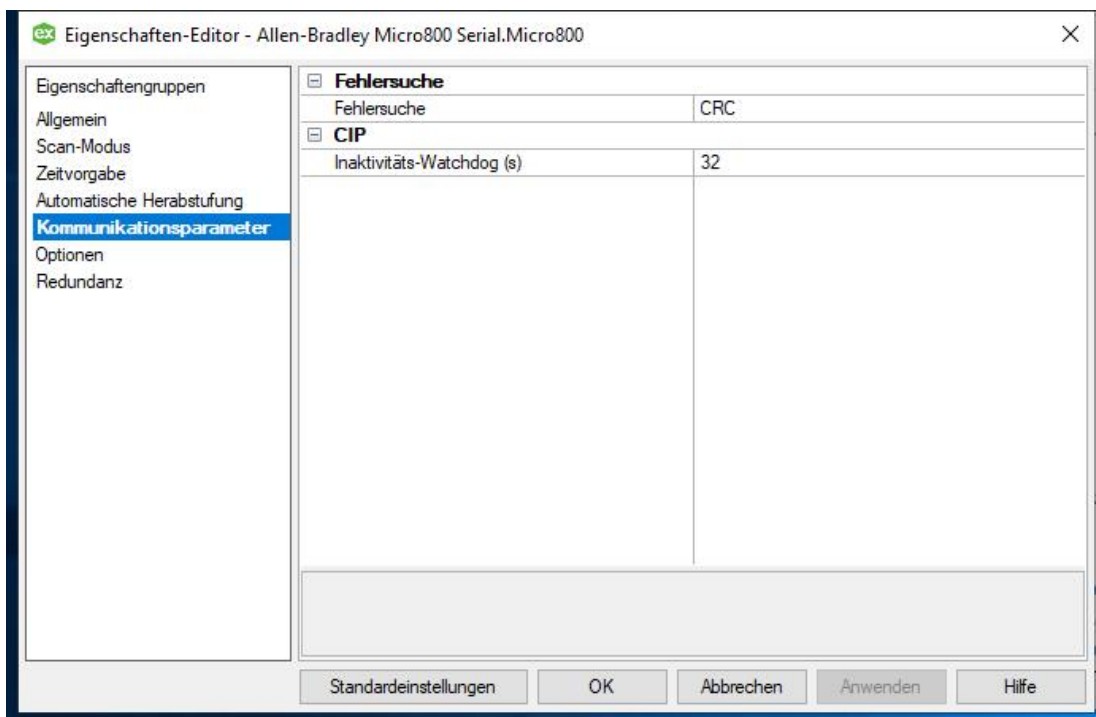 ex Eigenschaften-Editor - Allen-Bradley Micro800 Serial.Micro800
Eigenschaftengruppen
Allgemein
Scan-Modus
Zeitvorgabe
Automatische Herabstufung
Kommunikationsparameter
Optionen
Redundanz
Fehlersuche
Fehlersuche CRC
CIP
Inaktivitäts-Watchdog (s) 32
Standardeinstellungen OK Abbrechen Anwenden Hilfe